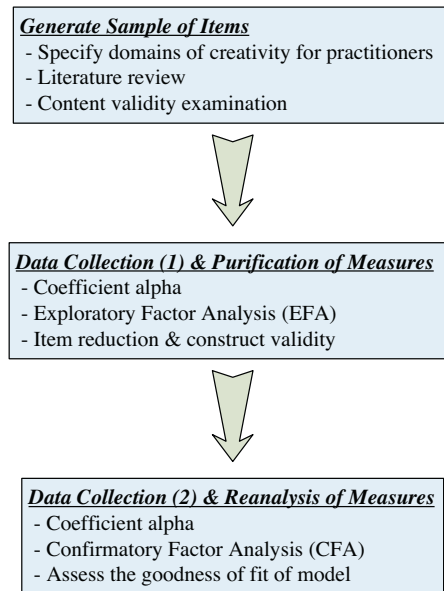 Generate Sample of Items
- Specify domains of creativity for practitioners
- Literature review
- Content validity examination
Data Collection (1) & Purification of Measures
- Coefficient alpha
- Exploratory Factor Analysis (EFA)
- Item reduction & construct validity
Data Collection (2) & Reanalysis of Measures
- Coefficient alpha
- Confirmatory Factor Analysis (CFA)
- Assess the goodness of fit of model